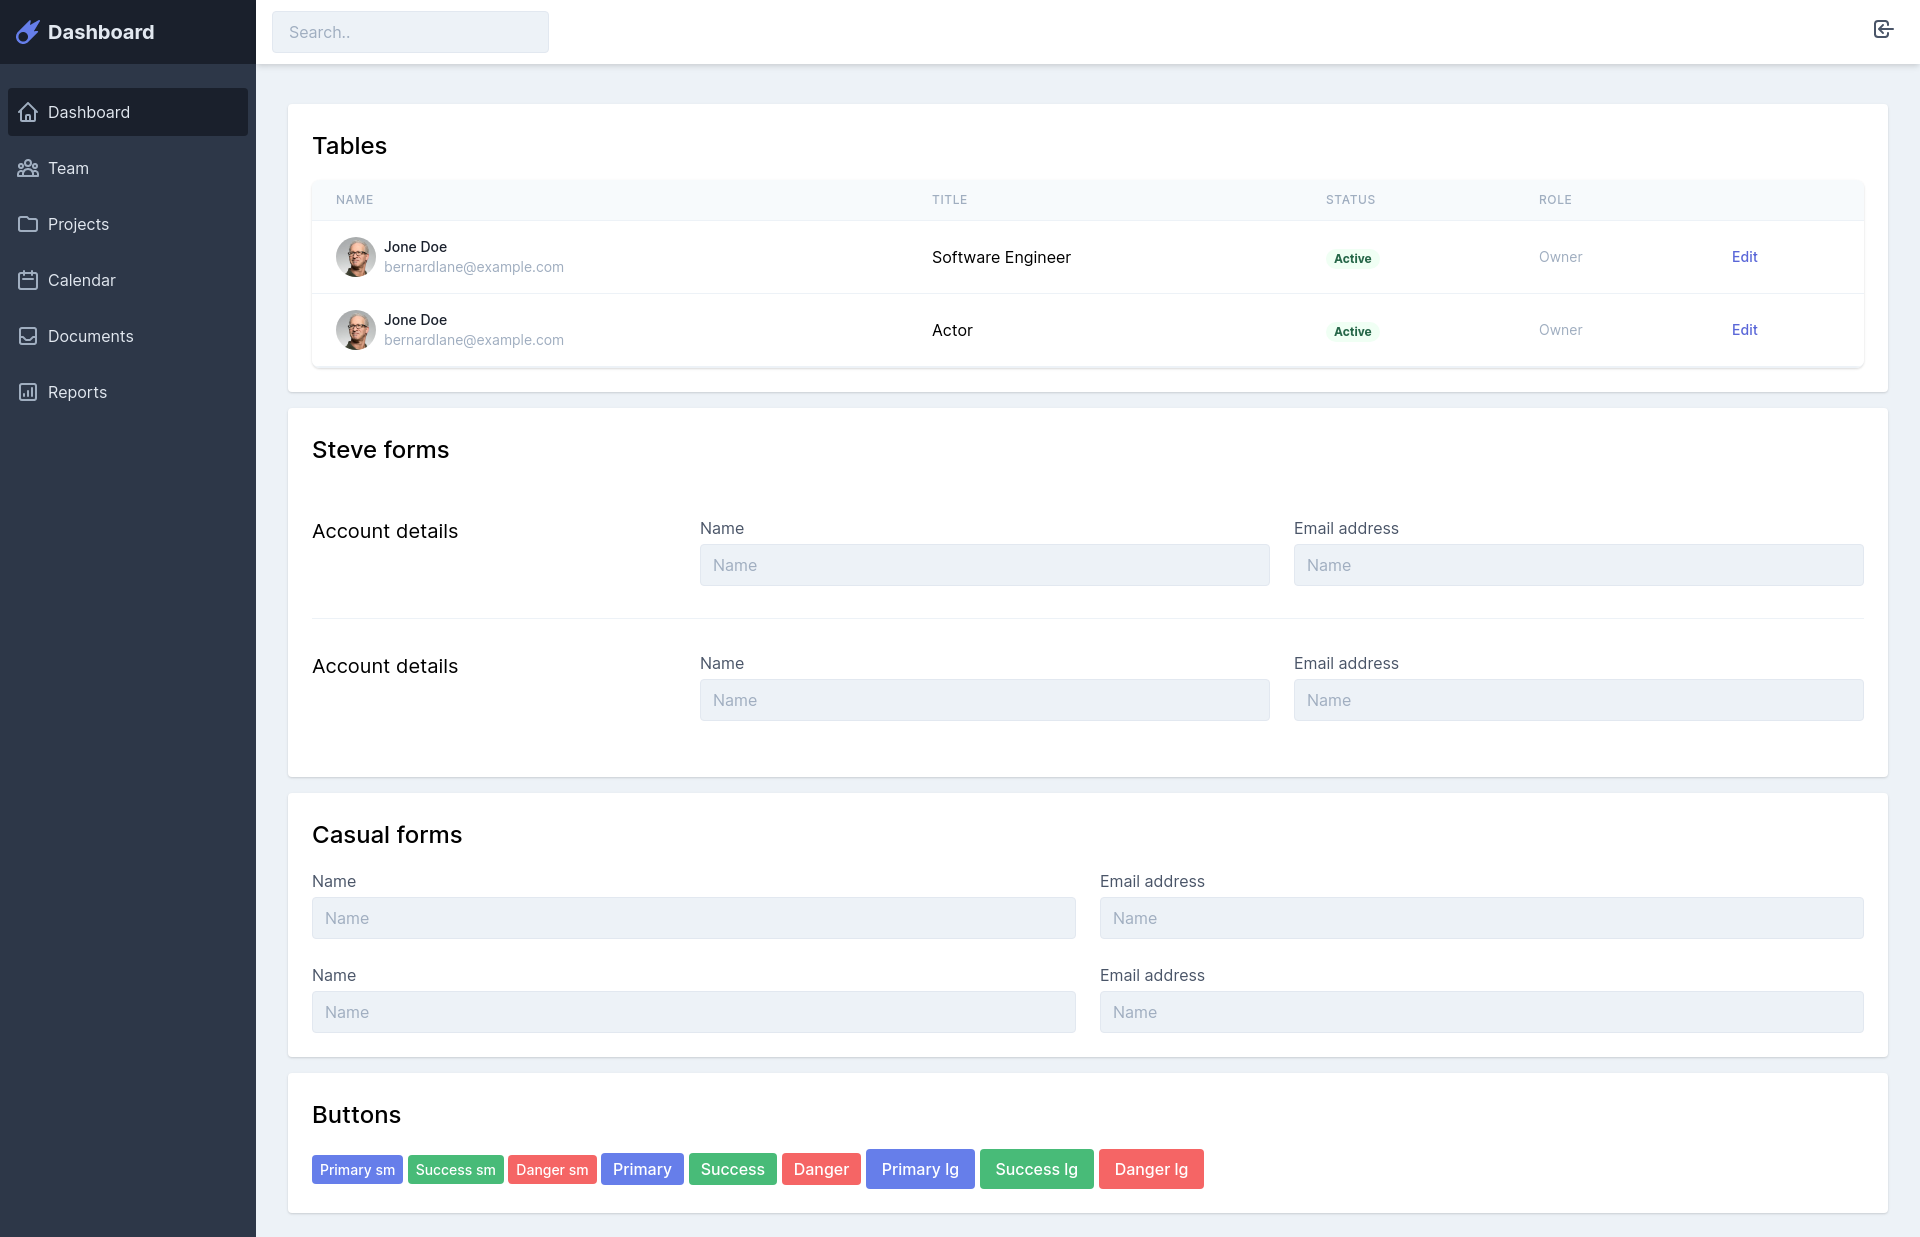 Dashboard
Search..
Dashboard
Team
Projects
Calendar
Documents
Reports
Tables
NAME TITLE STATUS ROLE
Jone Doe
bernardlane@example.com
Software Engineer Active Owner Edit
Jone Doe
bernardlane@example.com
Actor Active Owner Edit
Steve forms
Account details
Name Email address
Name Name
Account details
Name Email address
Name Name
Casual forms
Name Email address
Name Name
Name Email address
Name Name
Buttons
Primary sm Success sm Danger sm Primary Success Danger Primary lg Success lg Danger lg